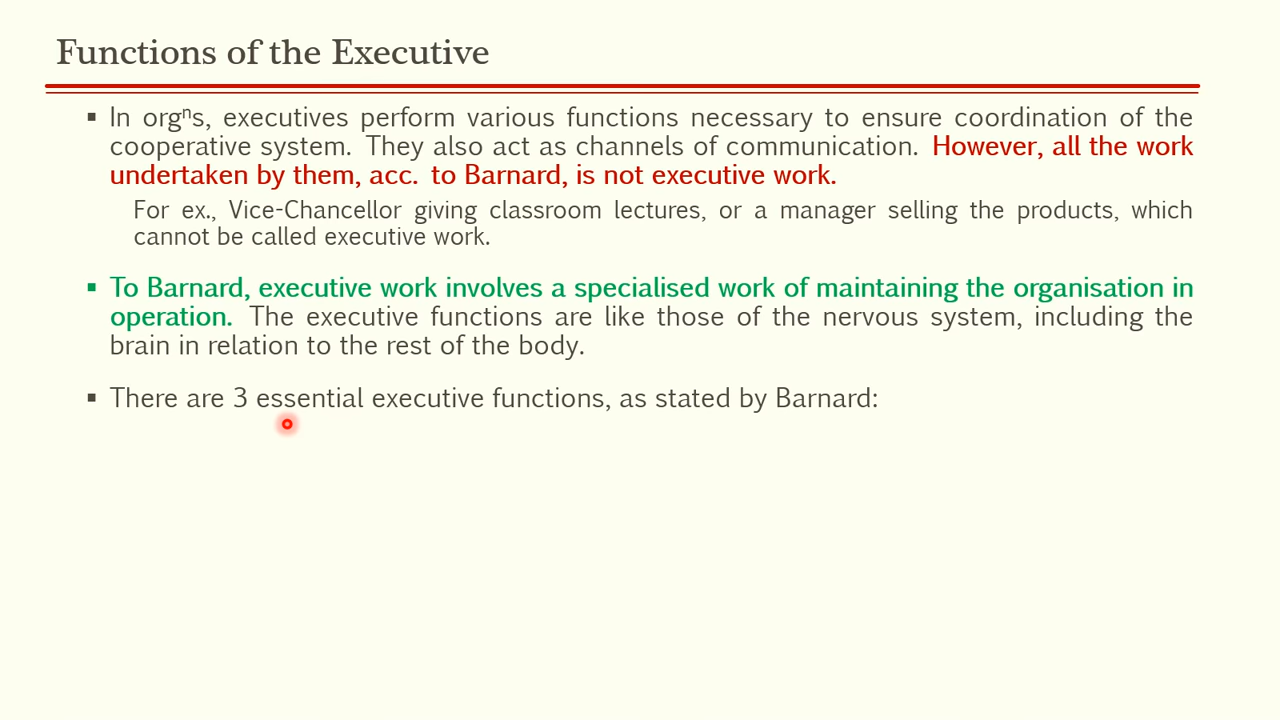 Functions of the Executive
▪ In orgⁿs, executives perform various functions necessary to ensure coordination of the
cooperative system. They also act as channels of communication. However, all the work
undertaken by them, acc. to Barnard, is not executive work.
For ex., Vice-Chancellor giving classroom lectures, or a manager selling the products, which
cannot be called executive work.
▪ To Barnard, executive work involves a specialised work of maintaining the organisation in
operation. The executive functions are like those of the nervous system, including the
brain in relation to the rest of the body.
▪ There are 3 essential executive functions, as stated by Barnard: